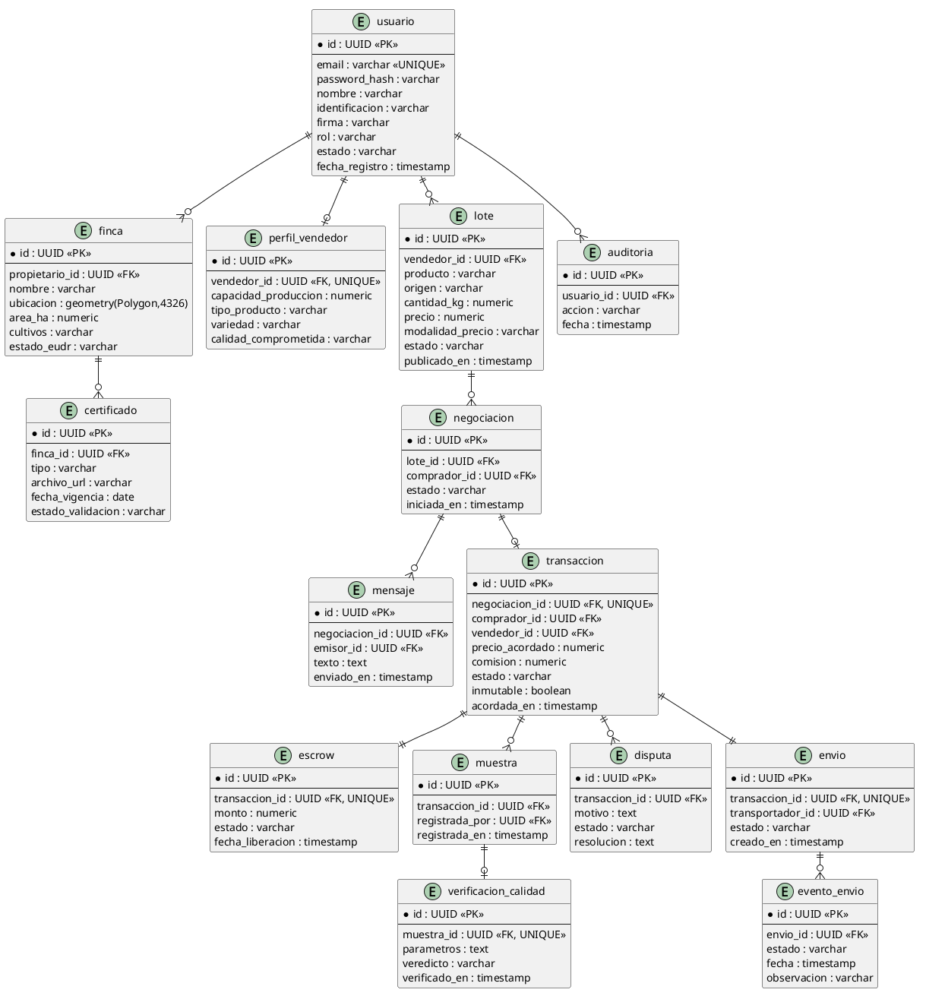 E usuario
* id : UUID «PK»
email : varchar «UNIQUE»
password_hash : varchar
nombre : varchar
identificacion : varchar
firma : varchar
rol : varchar
estado : varchar
fecha_registro : timestamp
E finca
* id : UUID «PK»
propietario_id : UUID «FK»
nombre : varchar
ubicacion : geometry(Polygon,4326)
area_ha : numeric
cultivos : varchar
estado_eudr : varchar
E perfil_vendedor
* id : UUID «PK»
vendedor_id : UUID «FK, UNIQUE»
capacidad_produccion : numeric
tipo_producto : varchar
variedad : varchar
calidad_comprometida : varchar
E lote
* id : UUID «PK»
vendedor_id : UUID «FK»
producto : varchar
origen : varchar
cantidad_kg : numeric
precio : numeric
modalidad_precio : varchar
estado : varchar
publicado_en : timestamp
E auditoria
* id : UUID «PK»
usuario_id : UUID «FK»
accion : varchar
fecha : timestamp
E certificado
* id : UUID «PK»
finca_id : UUID «FK»
tipo : varchar
archivo_url : varchar
fecha_vigencia : date
estado_validacion : varchar
E negociacion
* id : UUID «PK»
lote_id : UUID «FK»
comprador_id : UUID «FK»
estado : varchar
iniciada_en : timestamp
E mensaje
* id : UUID «PK»
negociacion_id : UUID «FK»
emisor_id : UUID «FK»
texto : text
enviado_en : timestamp
E transaccion
* id : UUID «PK»
negociacion_id : UUID «FK, UNIQUE»
comprador_id : UUID «FK»
vendedor_id : UUID «FK»
precio_acordado : numeric
comision : numeric
estado : varchar
inmutable : boolean
acordada_en : timestamp
E escrow
* id : UUID «PK»
transaccion_id : UUID «FK, UNIQUE»
monto : numeric
estado : varchar
fecha_liberacion : timestamp
E muestra
* id : UUID «PK»
transaccion_id : UUID «FK»
registrada_por : UUID «FK»
registrada_en : timestamp
E disputa
* id : UUID «PK»
transaccion_id : UUID «FK»
motivo : text
estado : varchar
resolucion : text
E envio
* id : UUID «PK»
transaccion_id : UUID «FK, UNIQUE»
transportador_id : UUID «FK»
estado : varchar
creado_en : timestamp
E verificacion_calidad
* id : UUID «PK»
muestra_id : UUID «FK, UNIQUE»
parametros : text
veredicto : varchar
verificado_en : timestamp
E evento_envio
* id : UUID «PK»
envio_id : UUID «FK»
estado : varchar
fecha : timestamp
observacion : varchar